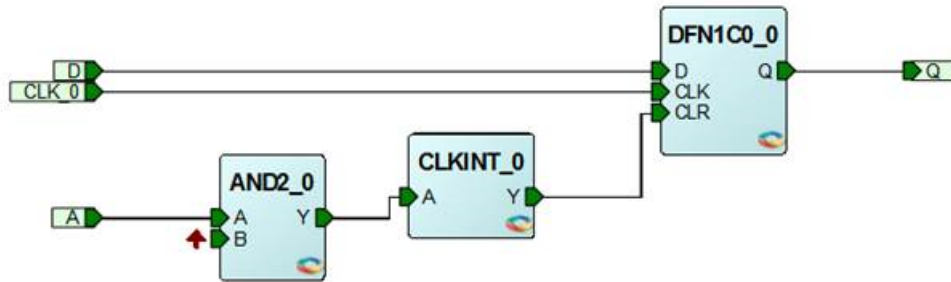 DFN1C0_0
D
D
Q
Q
CLK_0
CLK
CLR
CLKINT_0
AND2_0
A
Y
A
A
Y
B